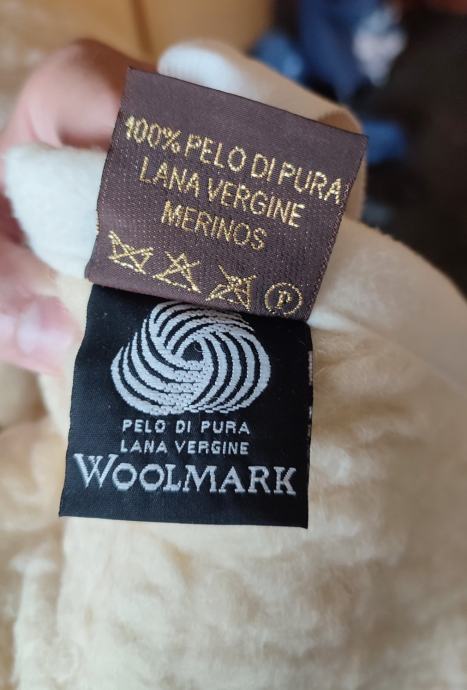 100% PELO DI PURA
LANA VERGINE
MERINOS
P
PELO DI PURA
LANA VERGINE
WOOLMARK